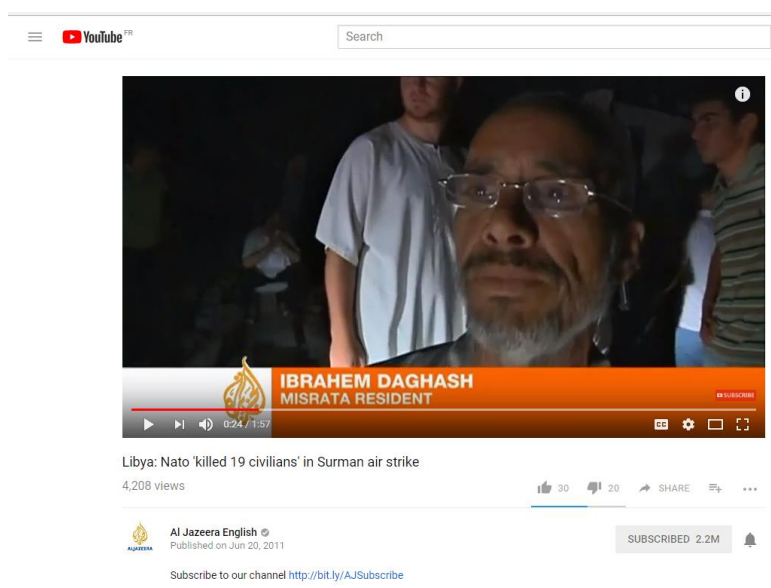 YouTube FR
Search
IBRAHEM DAGHASH
MISRATA RESIDENT
SUBSCRIBE
0:24 / 1:57
CC
Libya: Nato 'killed 19 civilians' in Surman air strike
4,208 views
30 20 SHARE
ALJAZEERA
Al Jazeera English
Published on Jun 20, 2011
SUBSCRIBED 2.2M
Subscribe to our channel http://bit.ly/AJSubscribe